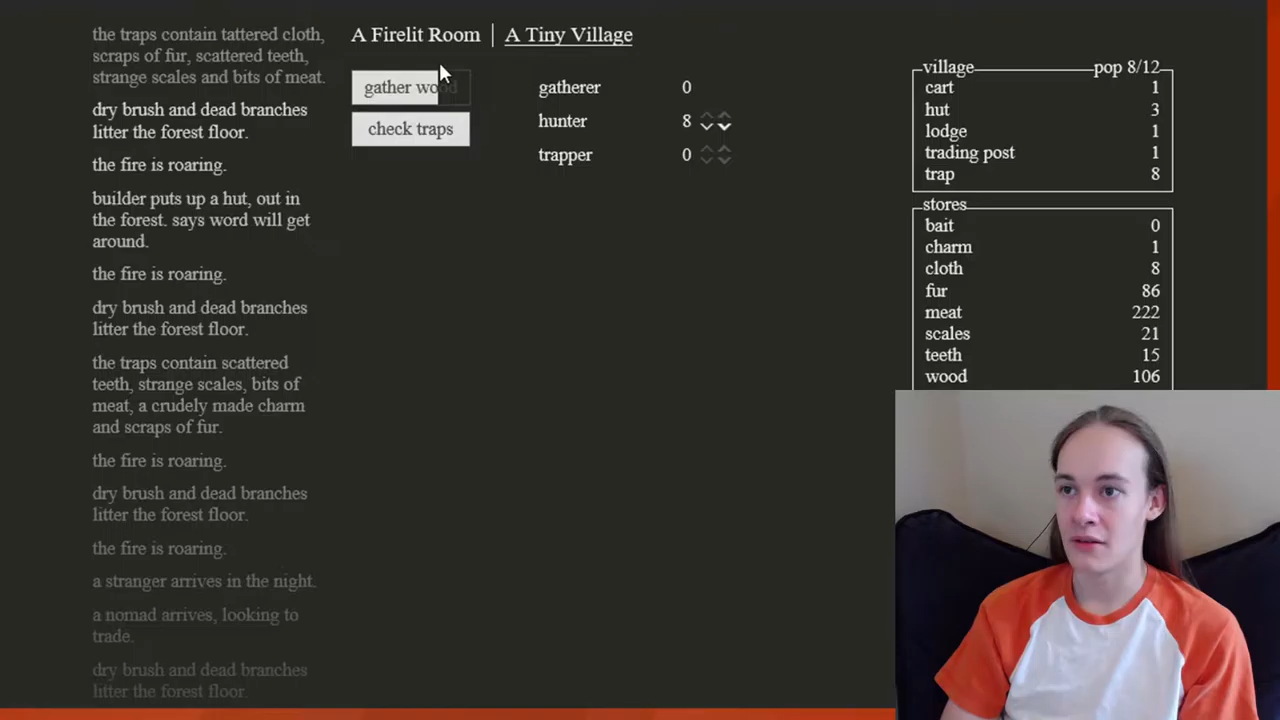 the traps contain tattered cloth,
scraps of fur, scattered teeth,
strange scales and bits of meat.
dry brush and dead branches
litter the forest floor.
the fire is roaring.
builder puts up a hut, out in
the forest. says word will get
around.
the fire is roaring.
dry brush and dead branches
litter the forest floor.
the traps contain scattered
teeth, strange scales, bits of
meat, a crudely made charm
and scraps of fur.
the fire is roaring.
dry brush and dead branches
litter the forest floor.
the fire is roaring.
a stranger arrives in the night.
a nomad arrives, looking to
trade.
dry brush and dead branches
litter the forest floor.
A Firelit Room | A Tiny Village
gather wood
check traps
gatherer 0
hunter 8
trapper 0
village pop 8/12
cart 1
hut 3
lodge 1
trading post 1
trap 8
stores
bait 0
charm 1
cloth 8
fur 86
meat 222
scales 21
teeth 15
wood 106